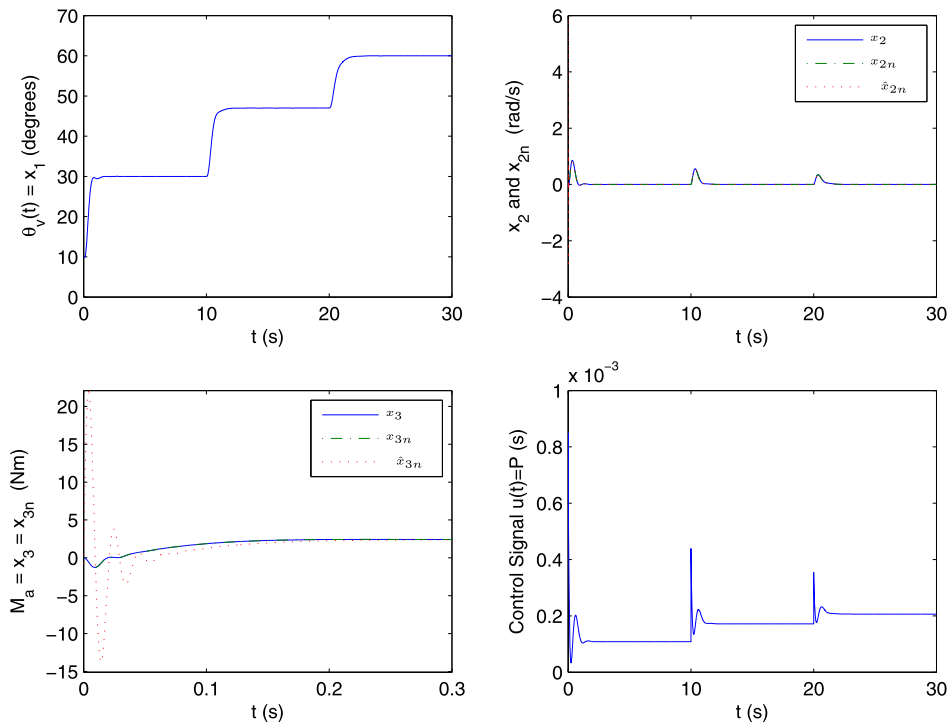 70
60
50
40
30
20
10
0
0 10 20 30
t (s)
θᵥ(t) = x₁ (degrees)
6
4
2
0
−2
−4
0 10 20 30
t (s)
x₂ and x₂ₙ (rad/s)
x₂
x₂ₙ
x̂₂ₙ
20
15
10
5
0
−5
−10
−15
0 0.1 0.2 0.3
t (s)
Mₐ = x₃ = x₃ₙ (Nm)
x₃
x₃ₙ
x̂₃ₙ
x 10⁻³
1
0.8
0.6
0.4
0.2
0
0 10 20 30
t (s)
Control Signal u(t)=P (s)